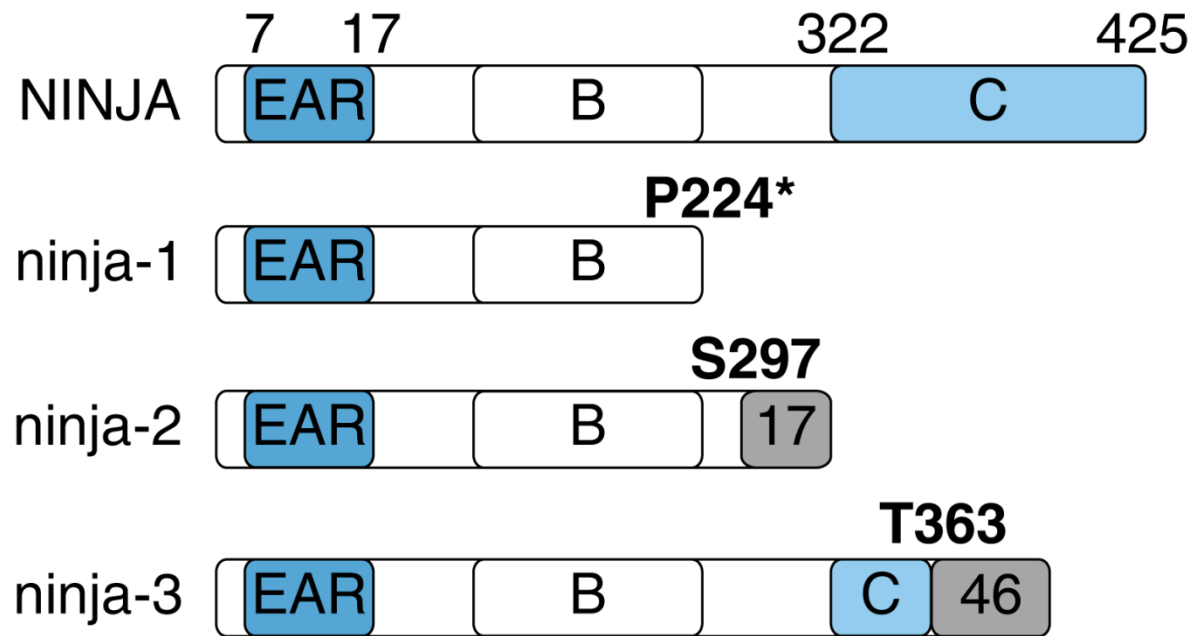 7 17 322 425
NINJA EAR B C
P224*
ninja-1 EAR B
S297
ninja-2 EAR B 17
T363
ninja-3 EAR B C 46